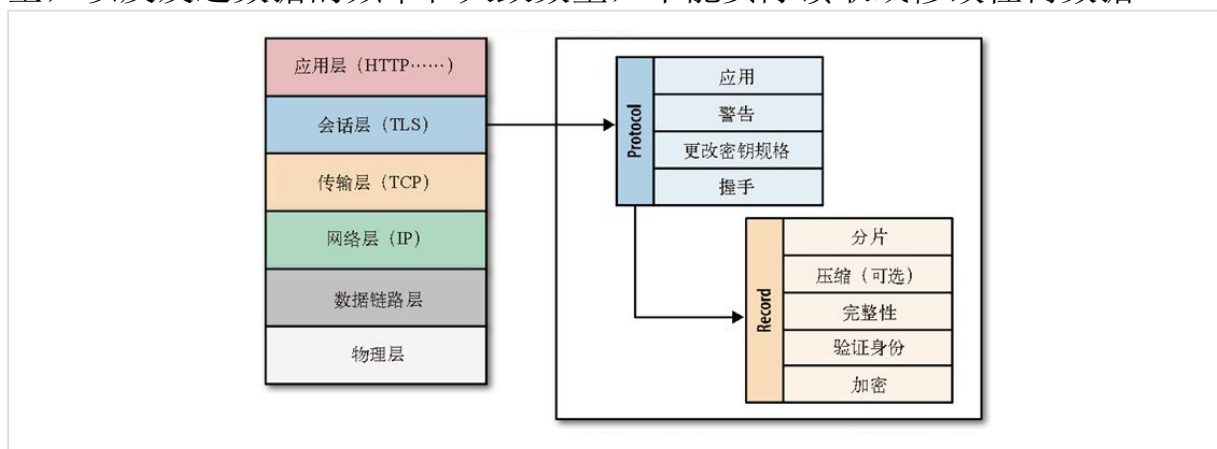 应用层（HTTP……）
会话层（TLS）
传输层（TCP）
网络层（IP）
数据链路层
物理层
Protocol
应用
警告
更改密钥规格
握手
Record
分片
压缩（可选）
完整性
验证身份
加密